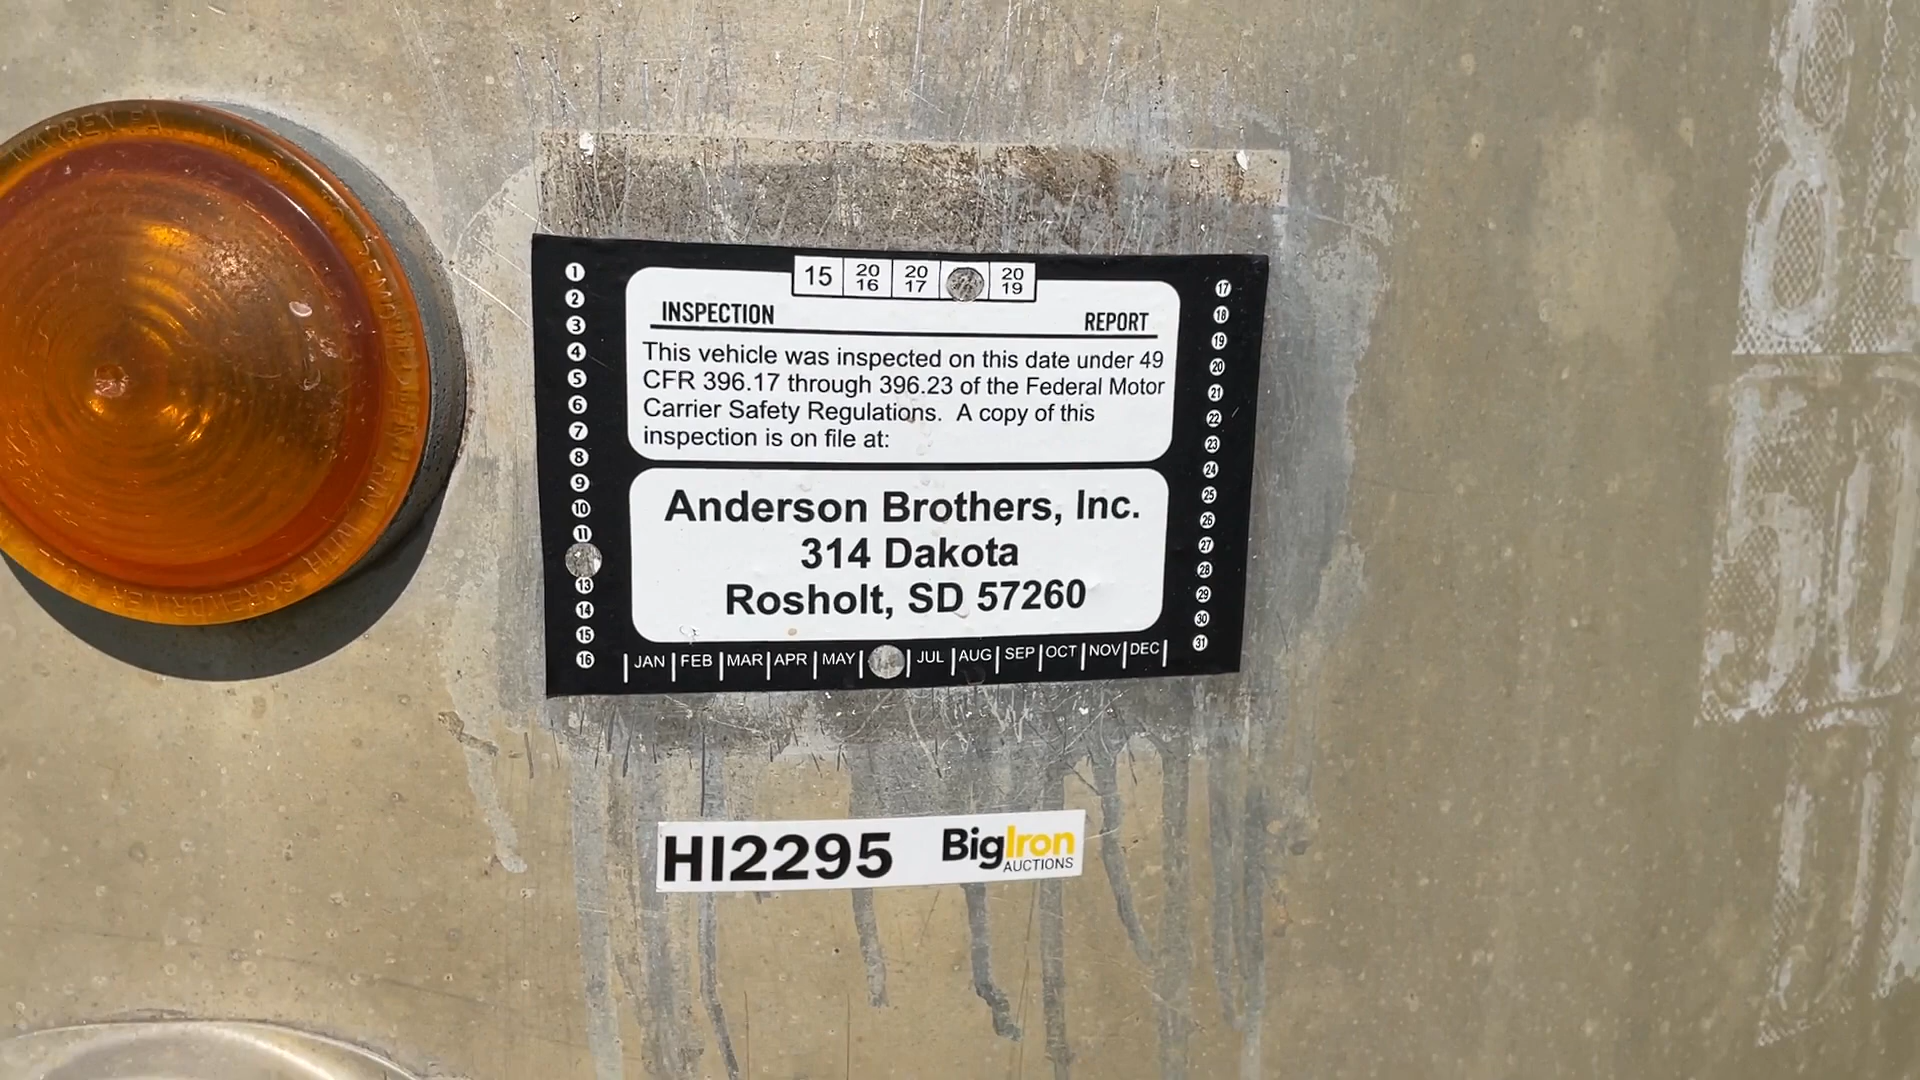 15 20 16 20 17 20 19
INSPECTION REPORT
This vehicle was inspected on this date under 49
CFR 396.17 through 396.23 of the Federal Motor
Carrier Safety Regulations. A copy of this
inspection is on file at:
Anderson Brothers, Inc.
314 Dakota
Rosholt, SD 57260
1
2
3
4
5
6
7
8
9
10
11
13
14
15
16
17
18
19
20
21
22
23
24
25
26
27
28
29
30
31
JAN FEB MAR APR MAY JUL AUG SEP OCT NOV DEC
HI2295 BigIron
AUCTIONS
WARREN PA